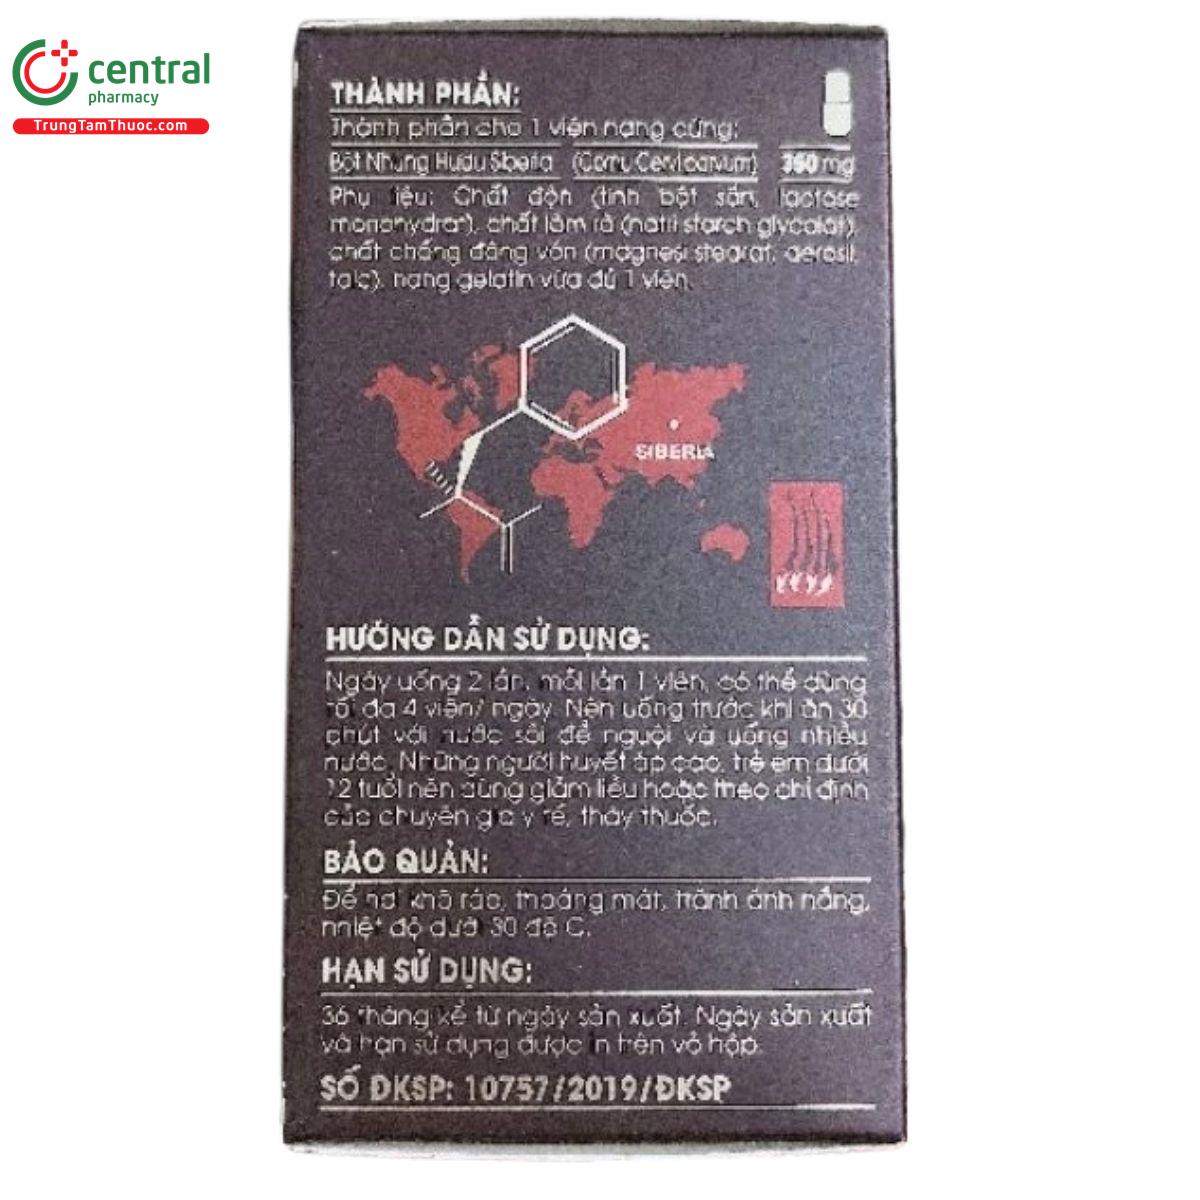 central
pharmacy
TrungTamThuoc.com
THÀNH PHẦN:
Thành phần cho 1 viên nang cứng:
Bột Nhung Hươu Siberia (Cornu Cervi parvum) 350 mg
Phụ liệu: Chất độn (tinh bột sắn, lactose
monohydrat), chất làm rã (natri starch glycolat),
chất chống đông vón (magnesi stearat, aerosil,
talc), nang gelatin vừa đủ 1 viên.
SIBERIA
HƯỚNG DẪN SỬ DỤNG:
Ngày uống 2 lần, mỗi lần 1 viên, có thể dùng
tối đa 4 viên/ ngày. Nên uống trước khi ăn 30
phút với nước sôi để nguội và uống nhiều
nước. Những người huyết áp cao, trẻ em dưới
12 tuổi nên dùng giảm liều hoặc theo chỉ định
của chuyên gia y tế, thầy thuốc.
BẢO QUẢN:
Để nơi khô ráo, thoáng mát, tránh ánh nắng,
nhiệt độ dưới 30 độ C.
HẠN SỬ DỤNG:
36 tháng kể từ ngày sản xuất. Ngày sản xuất
và hạn sử dụng được in trên vỏ hộp.
SỐ ĐKSP: 10757/2019/ĐKSP